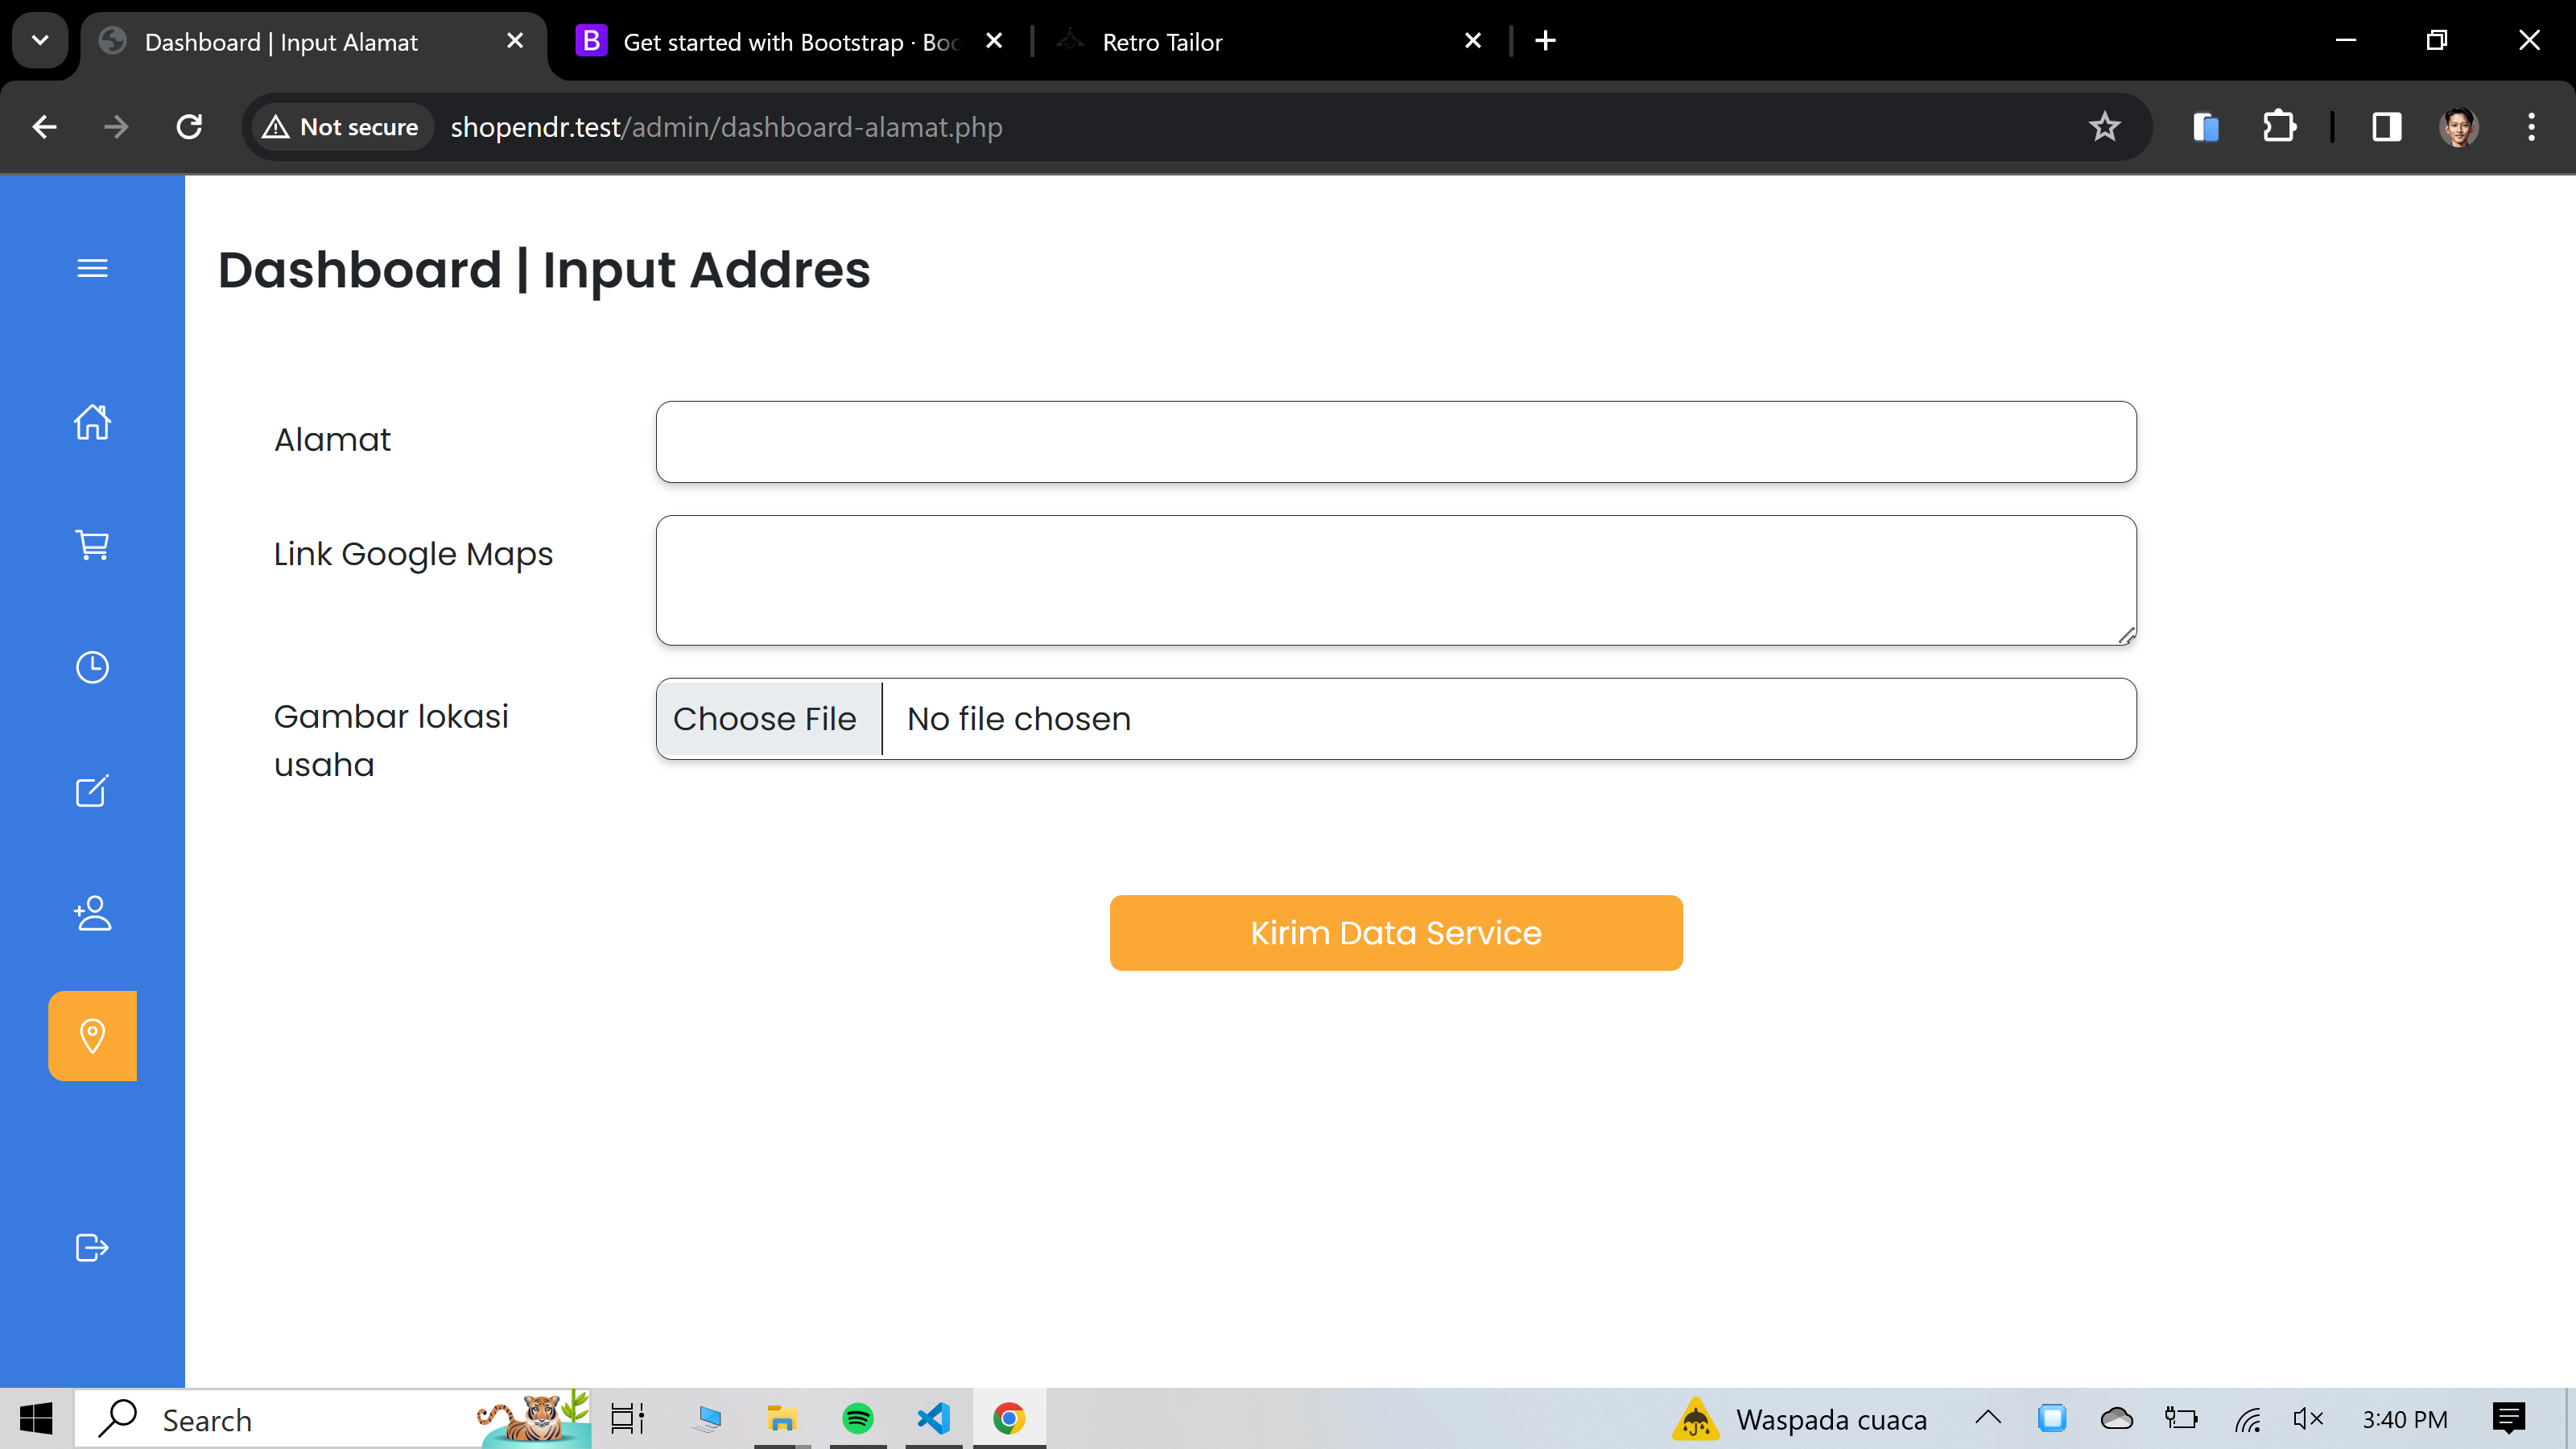 Dashboard | Input Alamat
B Get started with Bootstrap · Boo
Retro Tailor
Not secure shopendr.test/admin/dashboard-alamat.php
Dashboard | Input Addres
Alamat
Link Google Maps
Gambar lokasi
usaha
Choose File No file chosen
Kirim Data Service
Search
Waspada cuaca
3:40 PM